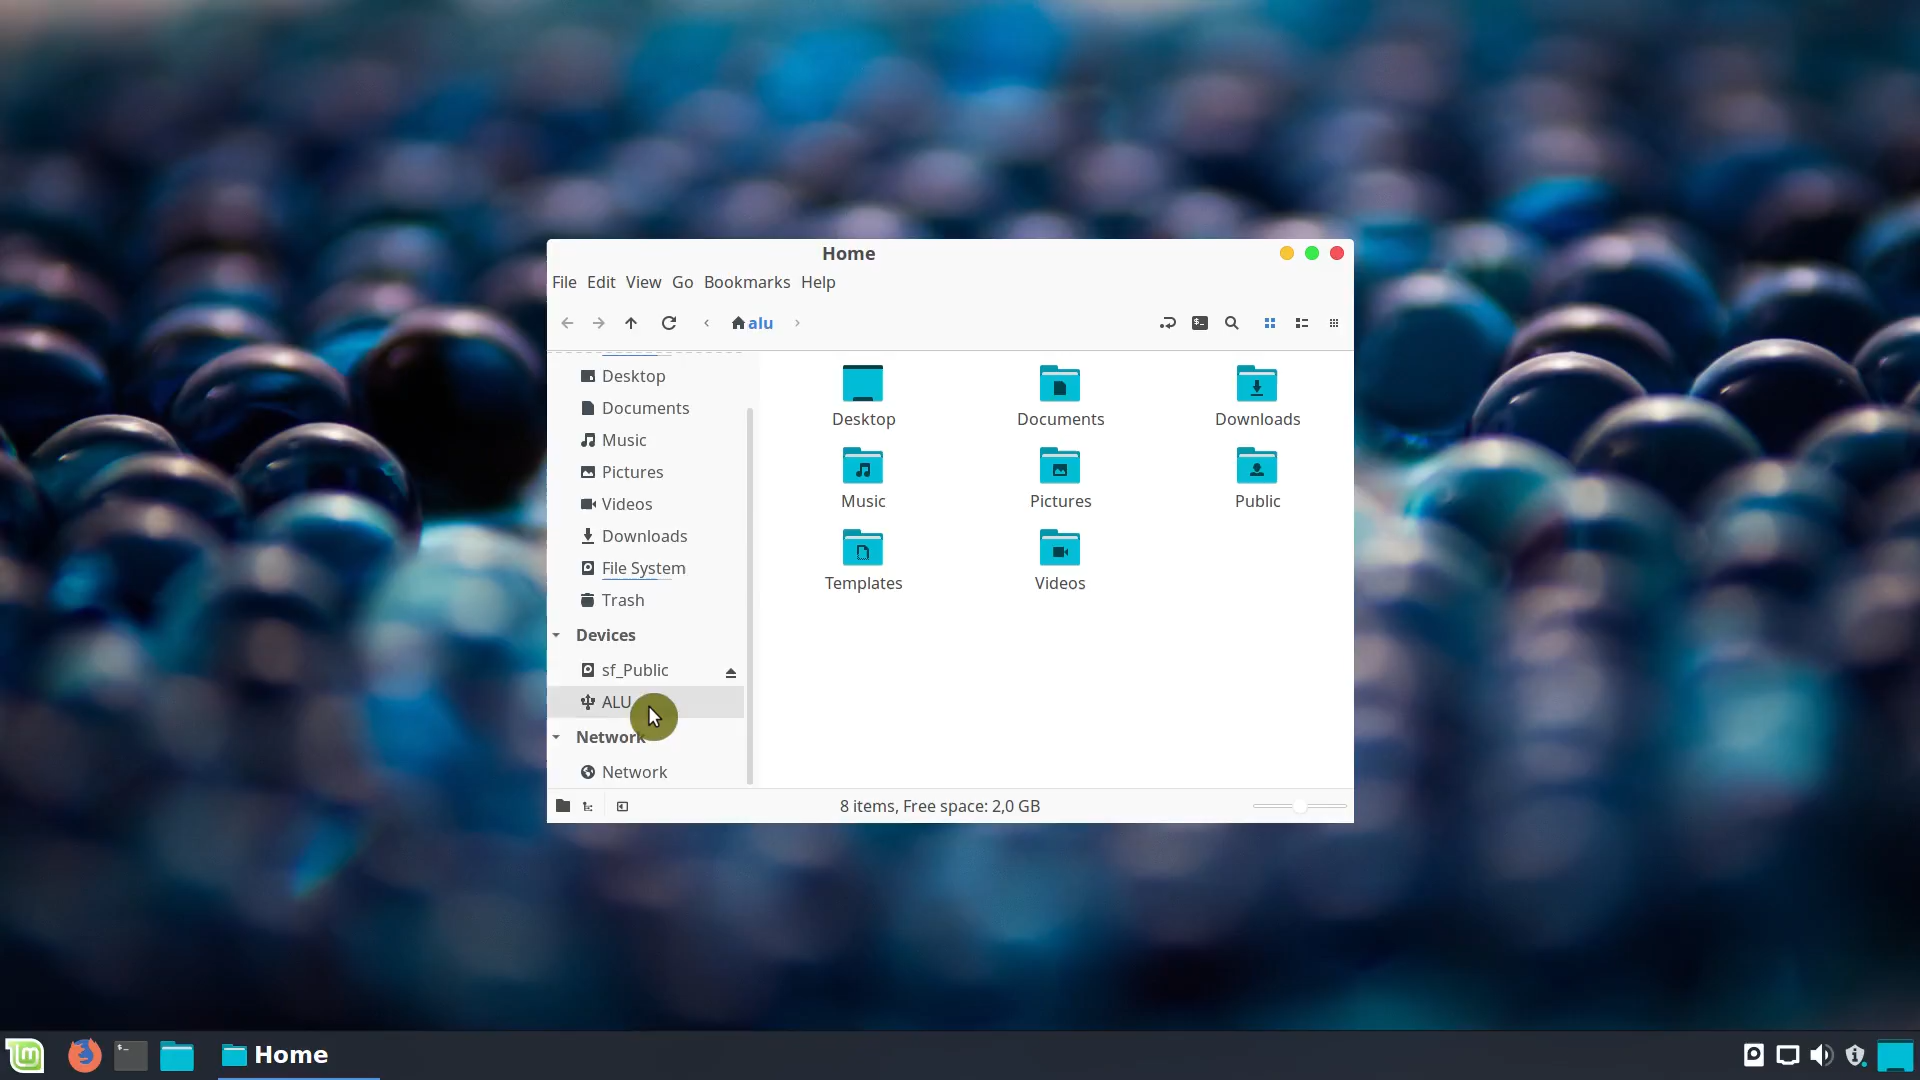 Home
File Edit View Go Bookmarks Help
alu
Desktop
Documents
Music
Pictures
Videos
Downloads
File System
Trash
Devices
sf_Public
ALU
Network
Network
Desktop Documents Downloads
Music Pictures Public
Templates Videos
8 items, Free space: 2,0 GB
Home